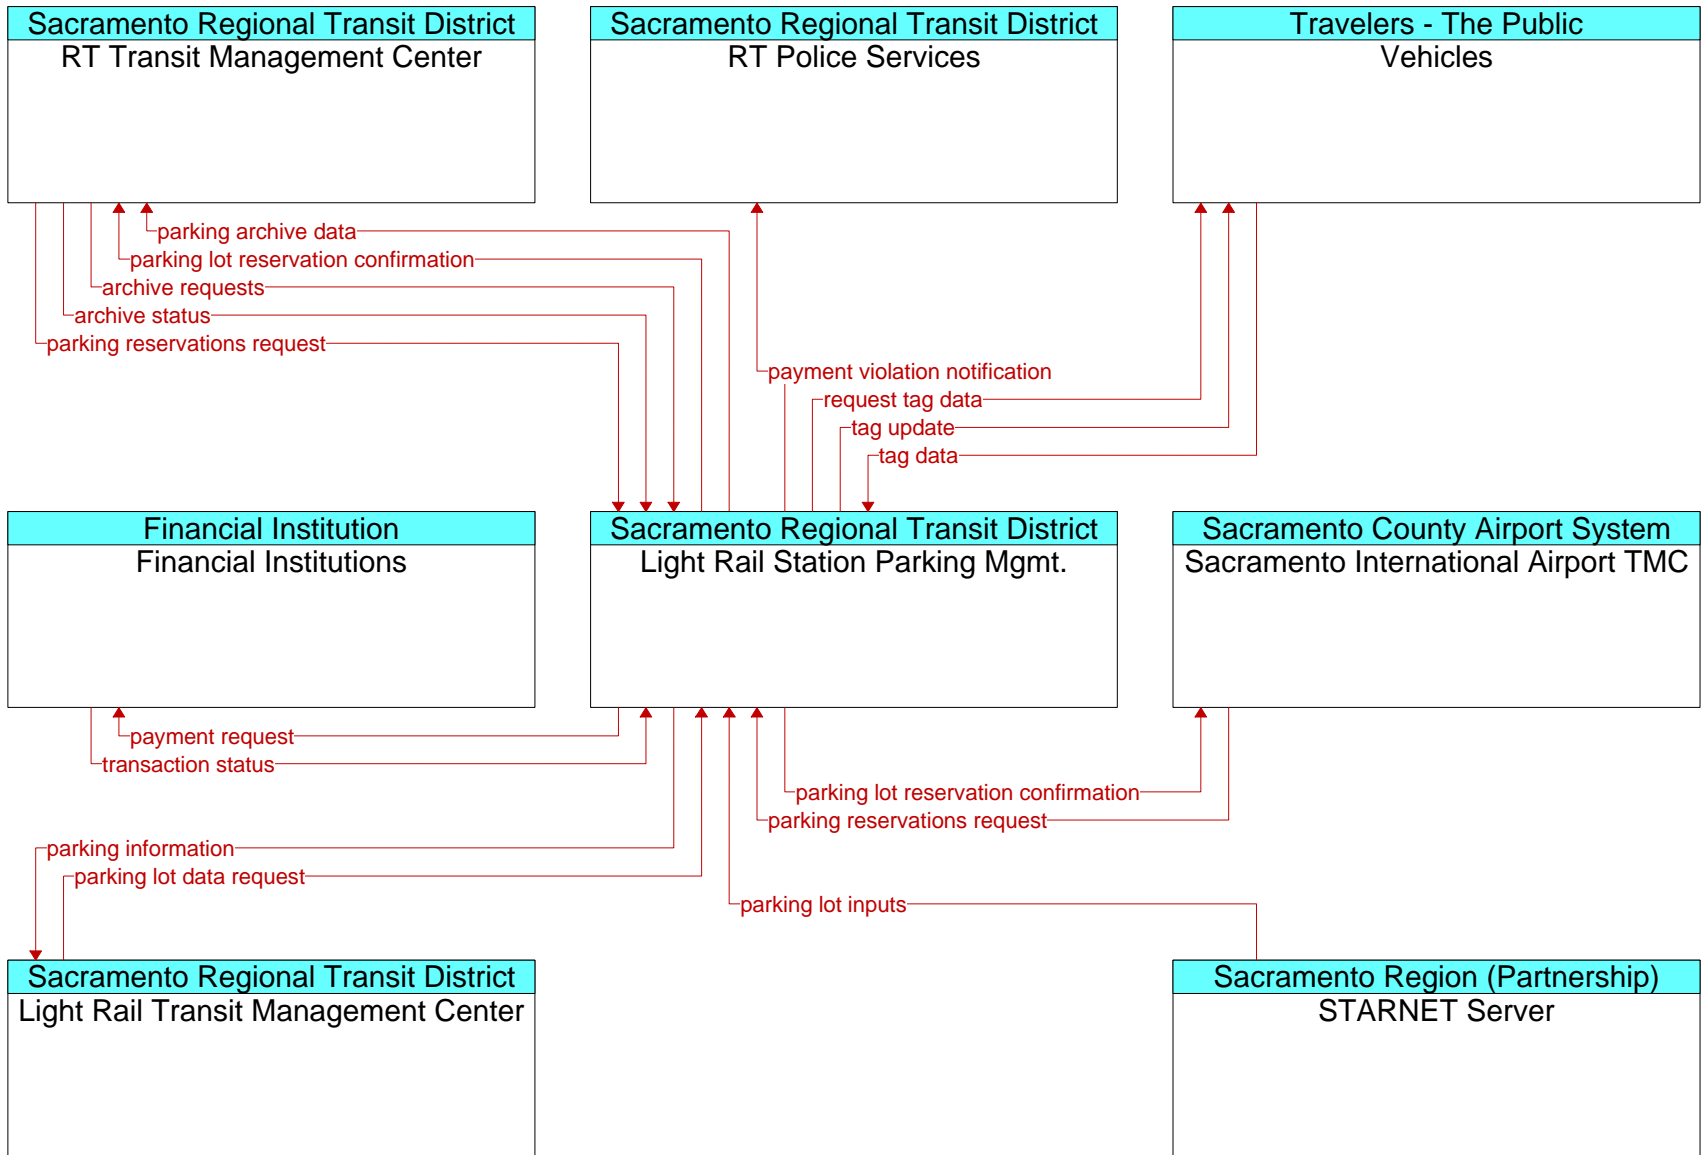 Sacramento Regional Transit District
RT Transit Management Center
Sacramento Regional Transit District
RT Police Services
Travelers - The Public
Vehicles
parking archive data
parking lot reservation confirmation
archive requests
archive status
parking reservations request
payment violation notification
request tag data
tag update
tag data
Financial Institution
Financial Institutions
Sacramento Regional Transit District
Light Rail Station Parking Mgmt.
Sacramento County Airport System
Sacramento International Airport TMC
payment request
transaction status
parking lot reservation confirmation
parking reservations request
parking information
parking lot data request
parking lot inputs
Sacramento Regional Transit District
Light Rail Transit Management Center
Sacramento Region (Partnership)
STARNET Server